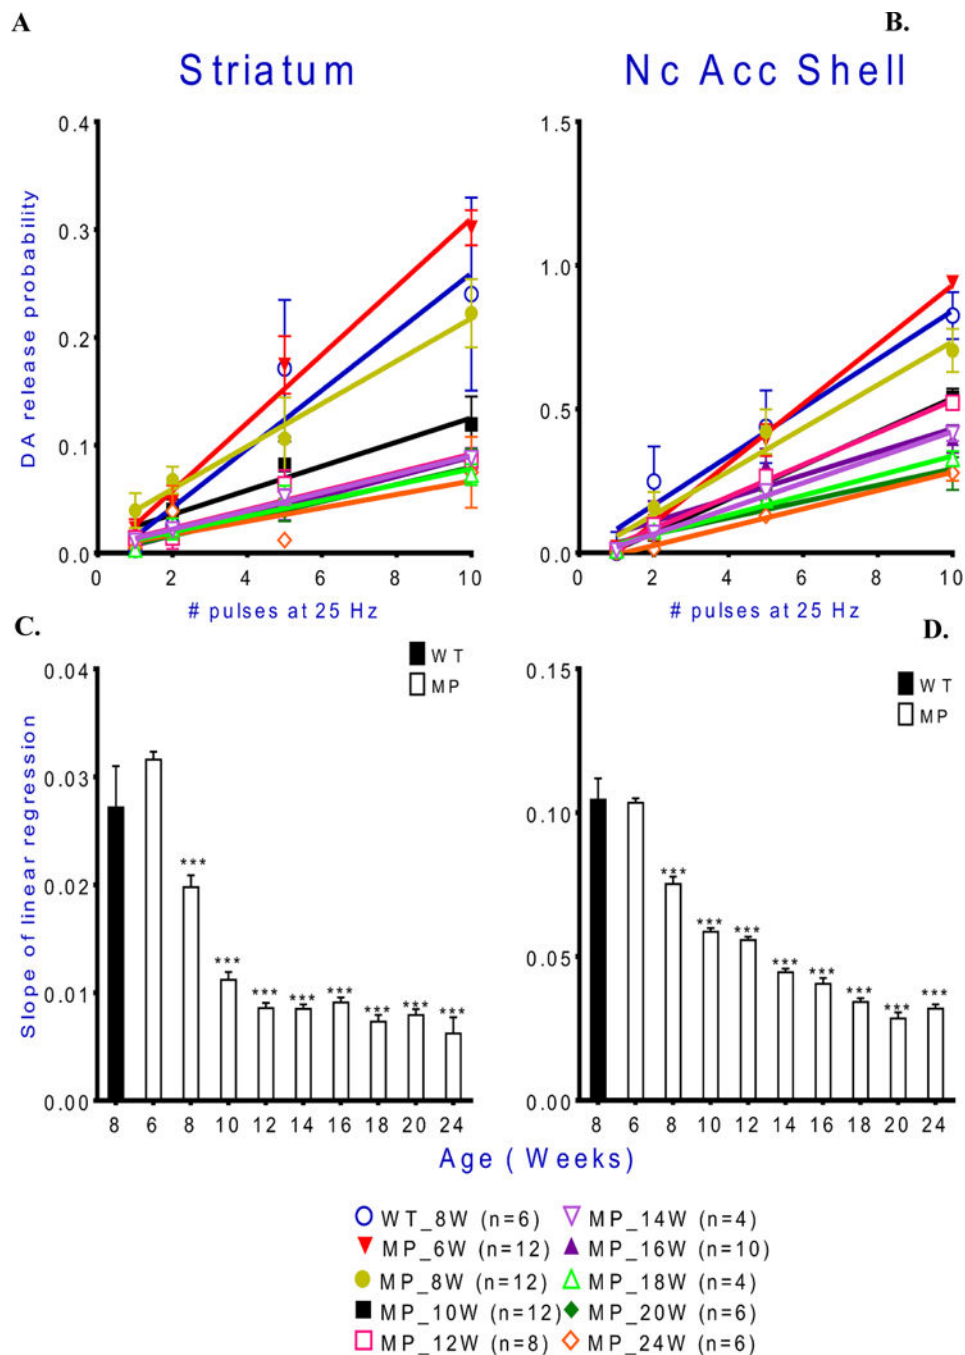 A
B.
Striatum
Nc Acc Shell
0.4
0.3
0.2
0.1
0.0
DA release probability
0 2 4 6 8 10
# pulses at 25 Hz
1.5
1.0
0.5
0.0
0 2 4 6 8 10
# pulses at 25 Hz
C.
D.
WT
MP
0.04
0.03
0.02
0.01
0.00
Slope of linear regression
*** *** *** *** *** *** *** ***
8 6 8 10 12 14 16 18 20 24
WT
MP
0.15
0.10
0.05
0.00
*** *** *** *** *** *** *** ***
8 6 8 10 12 14 16 18 20 24
Age ( Weeks)
WT_8W (n=6)
MP_6W (n=12)
MP_8W (n=12)
MP_10W (n=12)
MP_12W (n=8)
MP_14W (n=4)
MP_16W (n=10)
MP_18W (n=4)
MP_20W (n=6)
MP_24W (n=6)